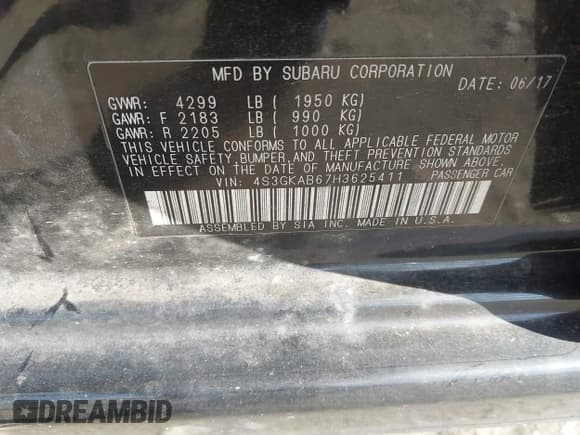 MFD BY SUBARU CORPORATION
DATE: 06/17
GVWR: 4299 LB ( 1950 KG)
GAWR: F 2183 LB ( 990 KG)
GAWR: R 2205 LB ( 1000 KG)
THIS VEHICLE CONFORMS TO ALL APPLICABLE FEDERAL MOTOR
VEHICLE SAFETY, BUMPER, AND THEFT PREVENTION STANDARDS
IN EFFECT ON THE DATE OF MANUFACTURE SHOWN ABOVE.
VIN: 4S3GKAB67H3625411 PASSENGER CAR
ASSEMBLED BY SIA INC. MADE IN U.S.A.
DREAMBID